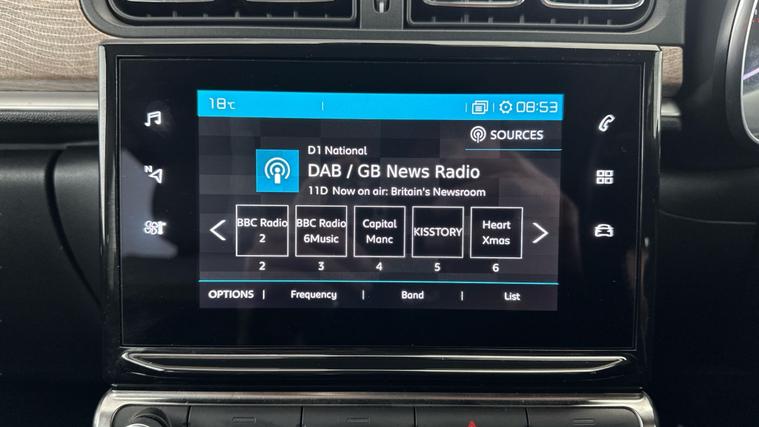 18°C 08:53
SOURCES
D1 National
DAB / GB News Radio
11D Now on air: Britain's Newsroom
BBC Radio 2
BBC Radio 6Music
Capital Manc
KISSTORY
Heart Xmas
2 3 4 5 6
OPTIONS | Frequency | Band | List
N